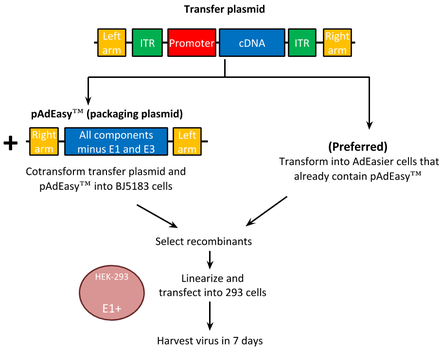 Transfer plasmid
Left
arm
ITR
Promoter
cDNA
ITR
Right
arm
pAdEasy™ (packaging plasmid)
+
Right
arm
All components
minus E1 and E3
Left
arm
Cotransform transfer plasmid and
pAdEasy™ into BJ5183 cells
(Preferred)
Transform into AdEasier cells that
already contain pAdEasy™
Select recombinants
Linearize and
transfect into 293 cells
HEK-293
E1+
Harvest virus in 7 days